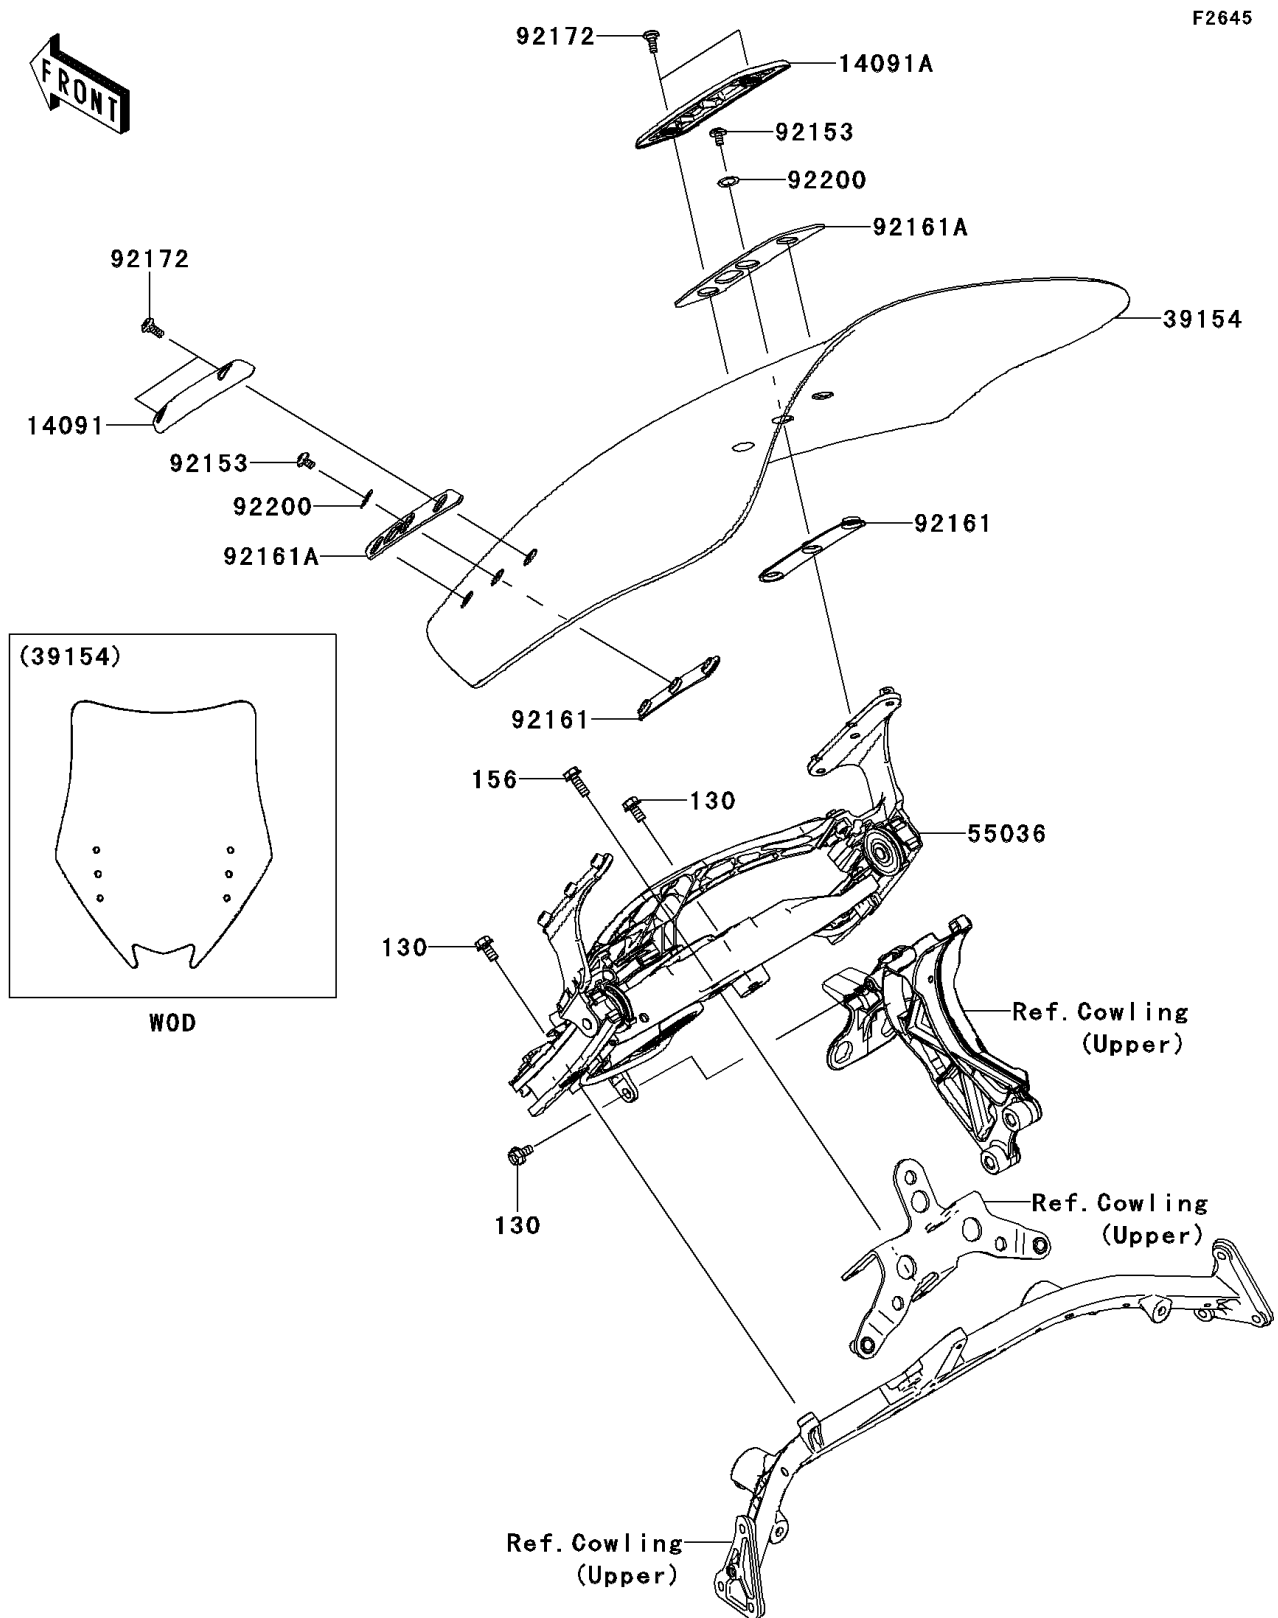 F2645
FRONT
92172
14091A
92153
92200
92161A
92172
39154
14091
92153
92200
92161
92161A
(39154)
92161
156
130
55036
130
Ref.Cowling
(Upper)
WOD
130
Ref.Cowling
(Upper)
Ref.Cowling
(Upper)